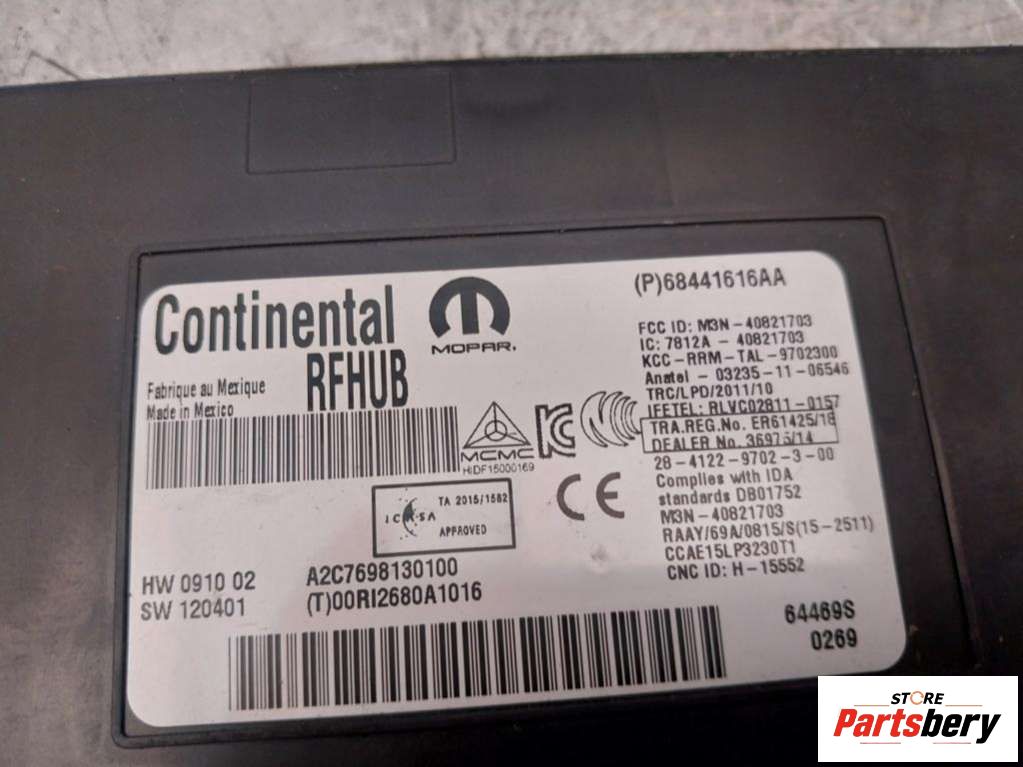 Continental
RFHUB
MOPAR.
(P)68441616AA
Fabrique au Mexique
Made in Mexico
FCC ID: M3N-40821703
IC: 7812A - 40821703
KCC-RRM-TAL-9702300
Anatel - 03235-11-06546
TRC/LPD/2011/10
IFETEL: RLVC02811-0157
TRA.REG.No. ER61425/18
DEALER No. 36975/14
28-4122-9702-3-00
Complies with IDA
standards DB01752
M3N-40821703
RAAY/69A/0815/S(15-2511)
CCAE15LP3230T1
CNC ID: H-15552
MCMC
HIDF15000169
ICASA
TA 2015/1582
APPROVED
CE
HW 0910 02
SW 120401
A2C7698130100
(T)00RI2680A1016
64469S
0269
STORE
Partsbery